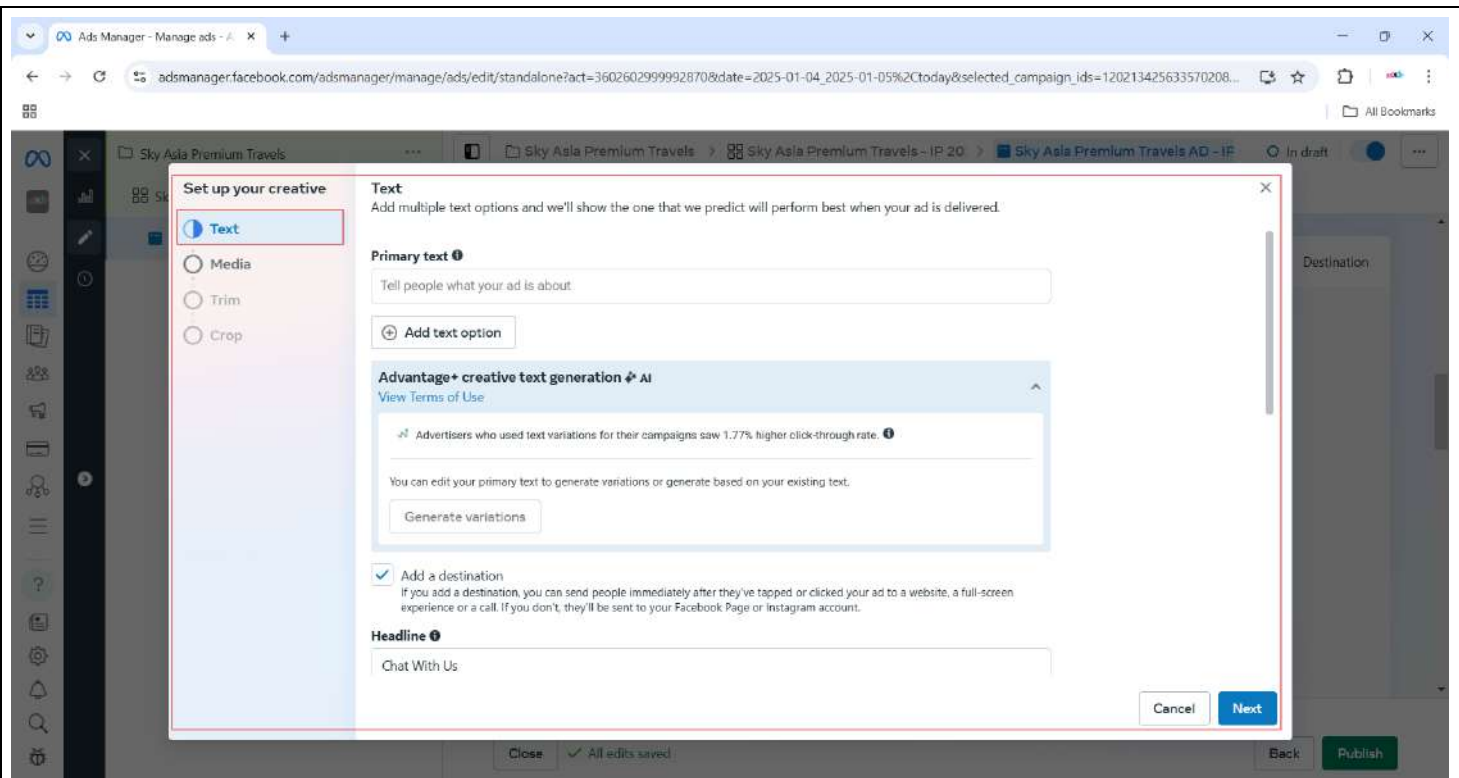 Ads Manager - Manage ads - A
adsmanager.facebook.com/adsmanager/manage/ads/edit/standalone?act=360260299999928708&date=2025-01-04_2025-01-05%2Ctoday&selected_campaign_ids=120213425633570208...
All Bookmarks
Sky Asia Premium Travels
Sky Asia Premium Travels
Sky Asia Premium Travels - IP 20
Sky Asia Premium Travels AD - IF
In draft
Sk
Set up your creative
Text
Media
Trim
Crop
Text
Add multiple text options and we'll show the one that we predict will perform best when your ad is delivered.
Primary text
Tell people what your ad is about
Add text option
Advantage+ creative text generation AI
View Terms of Use
Advertisers who used text variations for their campaigns saw 1.77% higher click-through rate.
You can edit your primary text to generate variations or generate based on your existing text.
Generate variations
Add a destination
If you add a destination, you can send people immediately after they've tapped or clicked your ad to a website, a full-screen
experience or a call. If you don't, they'll be sent to your Facebook Page or Instagram account.
Headline
Chat With Us
Cancel
Next
Destination
Close
All edits saved
Back
Publish